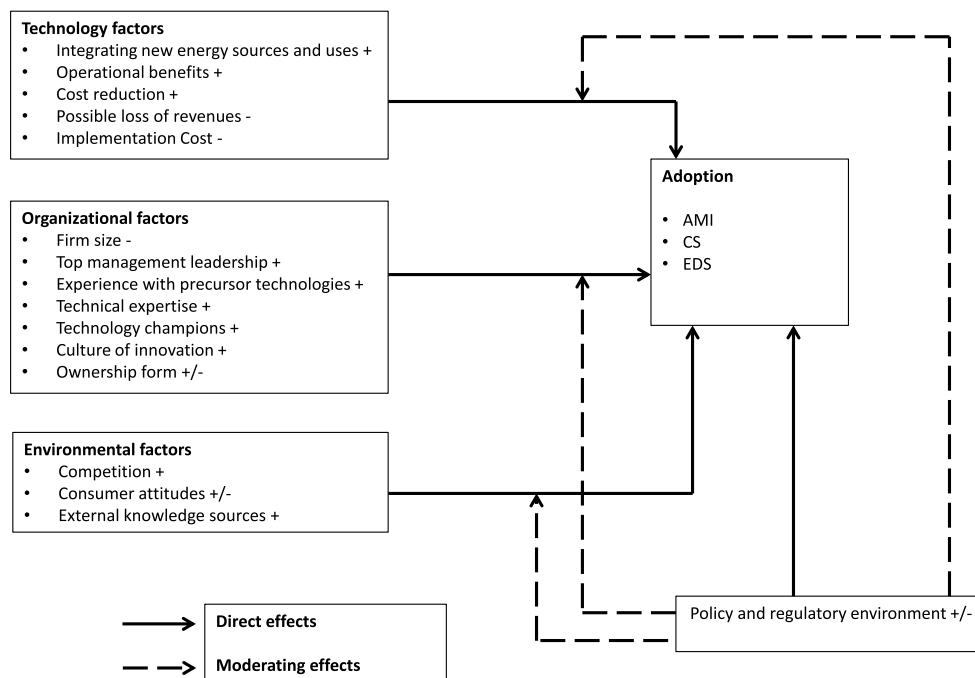 Technology factors
• Integrating new energy sources and uses +
• Operational benefits +
• Cost reduction +
• Possible loss of revenues -
• Implementation Cost -
Organizational factors
• Firm size -
• Top management leadership +
• Experience with precursor technologies +
• Technical expertise +
• Technology champions +
• Culture of innovation +
• Ownership form +/-
Environmental factors
• Competition +
• Consumer attitudes +/-
• External knowledge sources +
Adoption
• AMI
• CS
• EDS
Policy and regulatory environment +/-
Direct effects
Moderating effects